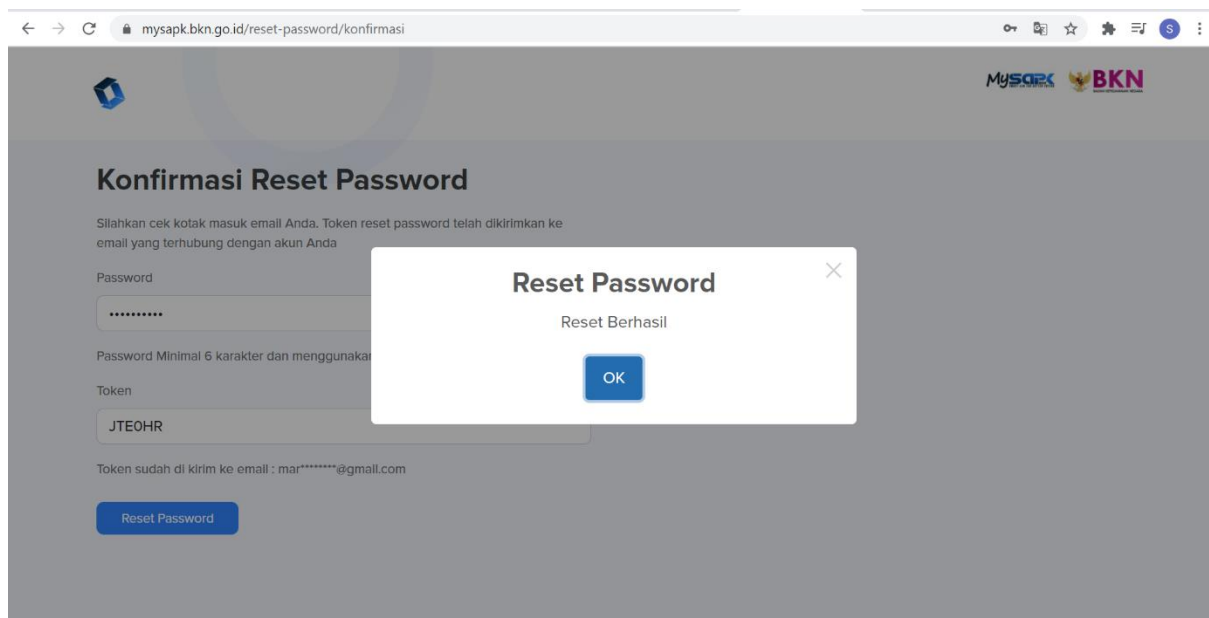 mysapk.bkn.go.id/reset-password/konfirmasi
S
MySAPK
BKN
Konfirmasi Reset Password
Silahkan cek kotak masuk email Anda. Token reset password telah dikirimkan ke
email yang terhubung dengan akun Anda
Password
••••••••••
Password Minimal 6 karakter dan menggunakan
Token
JTE0HR
Token sudah di kirim ke email : mar********@gmail.com
Reset Password
Reset Password
Reset Berhasil
OK